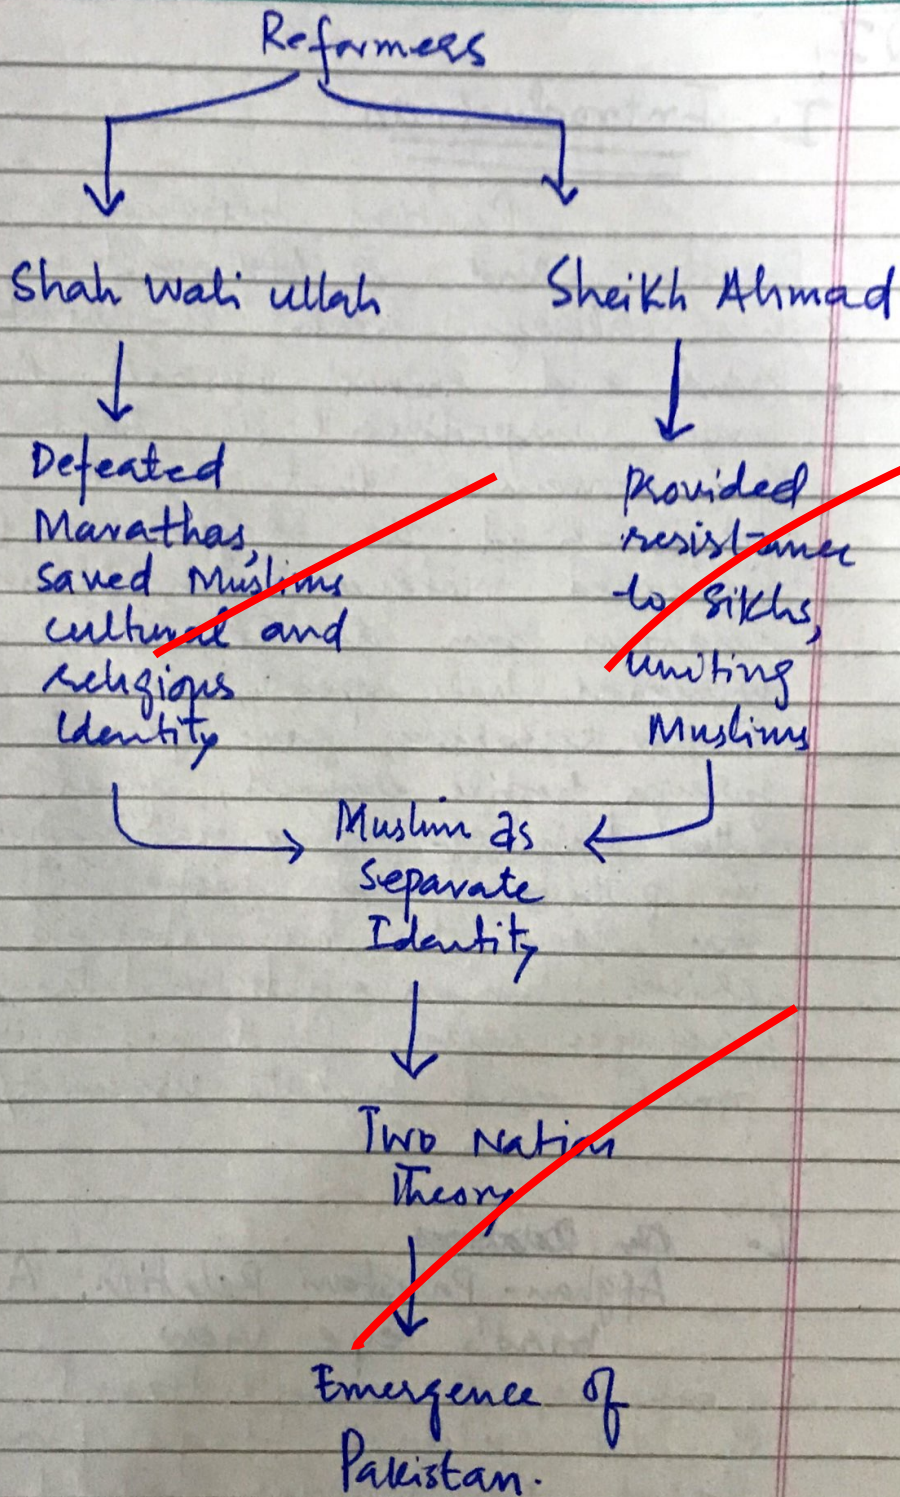 Reformers
Shah Wali ullah
Sheikh Ahmad
Defeated
Marathas,
saved Muslims
cultural and
religious
Identity
Provided
resistance
to Sikhs,
uniting
Muslims
Muslim as
Separate
Identity
Two Nation
Theory
Emergence of
Pakistan.